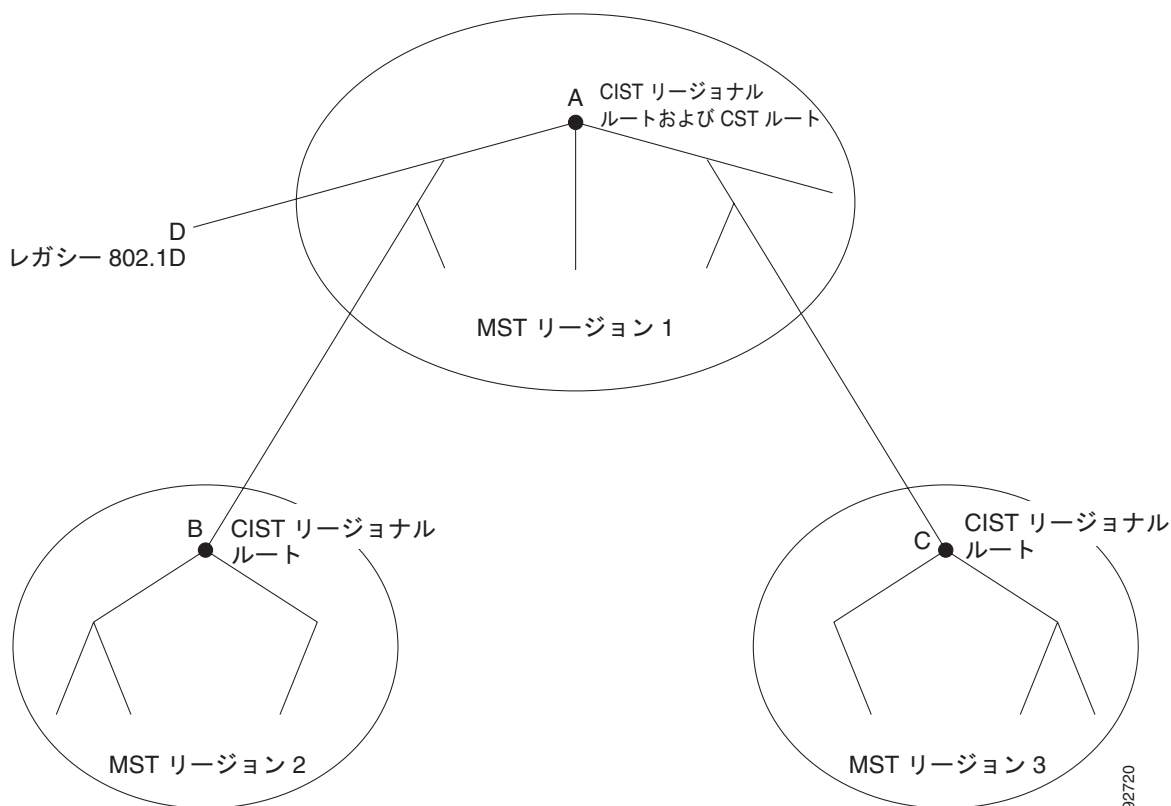 A
CIST リージョナル
ルートおよび CST ルート
D
レガシー 802.1D
MST リージョン 1
B
CIST リージョナル
ルート
C
CIST リージョナル
ルート
MST リージョン 2
MST リージョン 3
92720